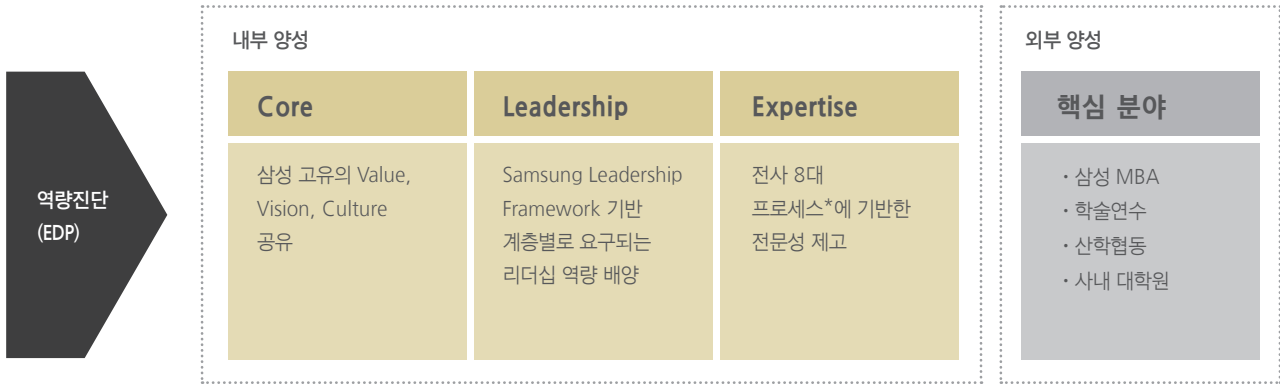 역량진단
(EDP)
내부 양성
Core
삼성 고유의 Value,
Vision, Culture
공유
Leadership
Samsung Leadership
Framework 기반
계층별로 요구되는
리더십 역량 배양
Expertise
전사 8대
프로세스*에 기반한
전문성 제고
외부 양성
핵심 분야
· 삼성 MBA
· 학술연수
· 산학협동
· 사내 대학원